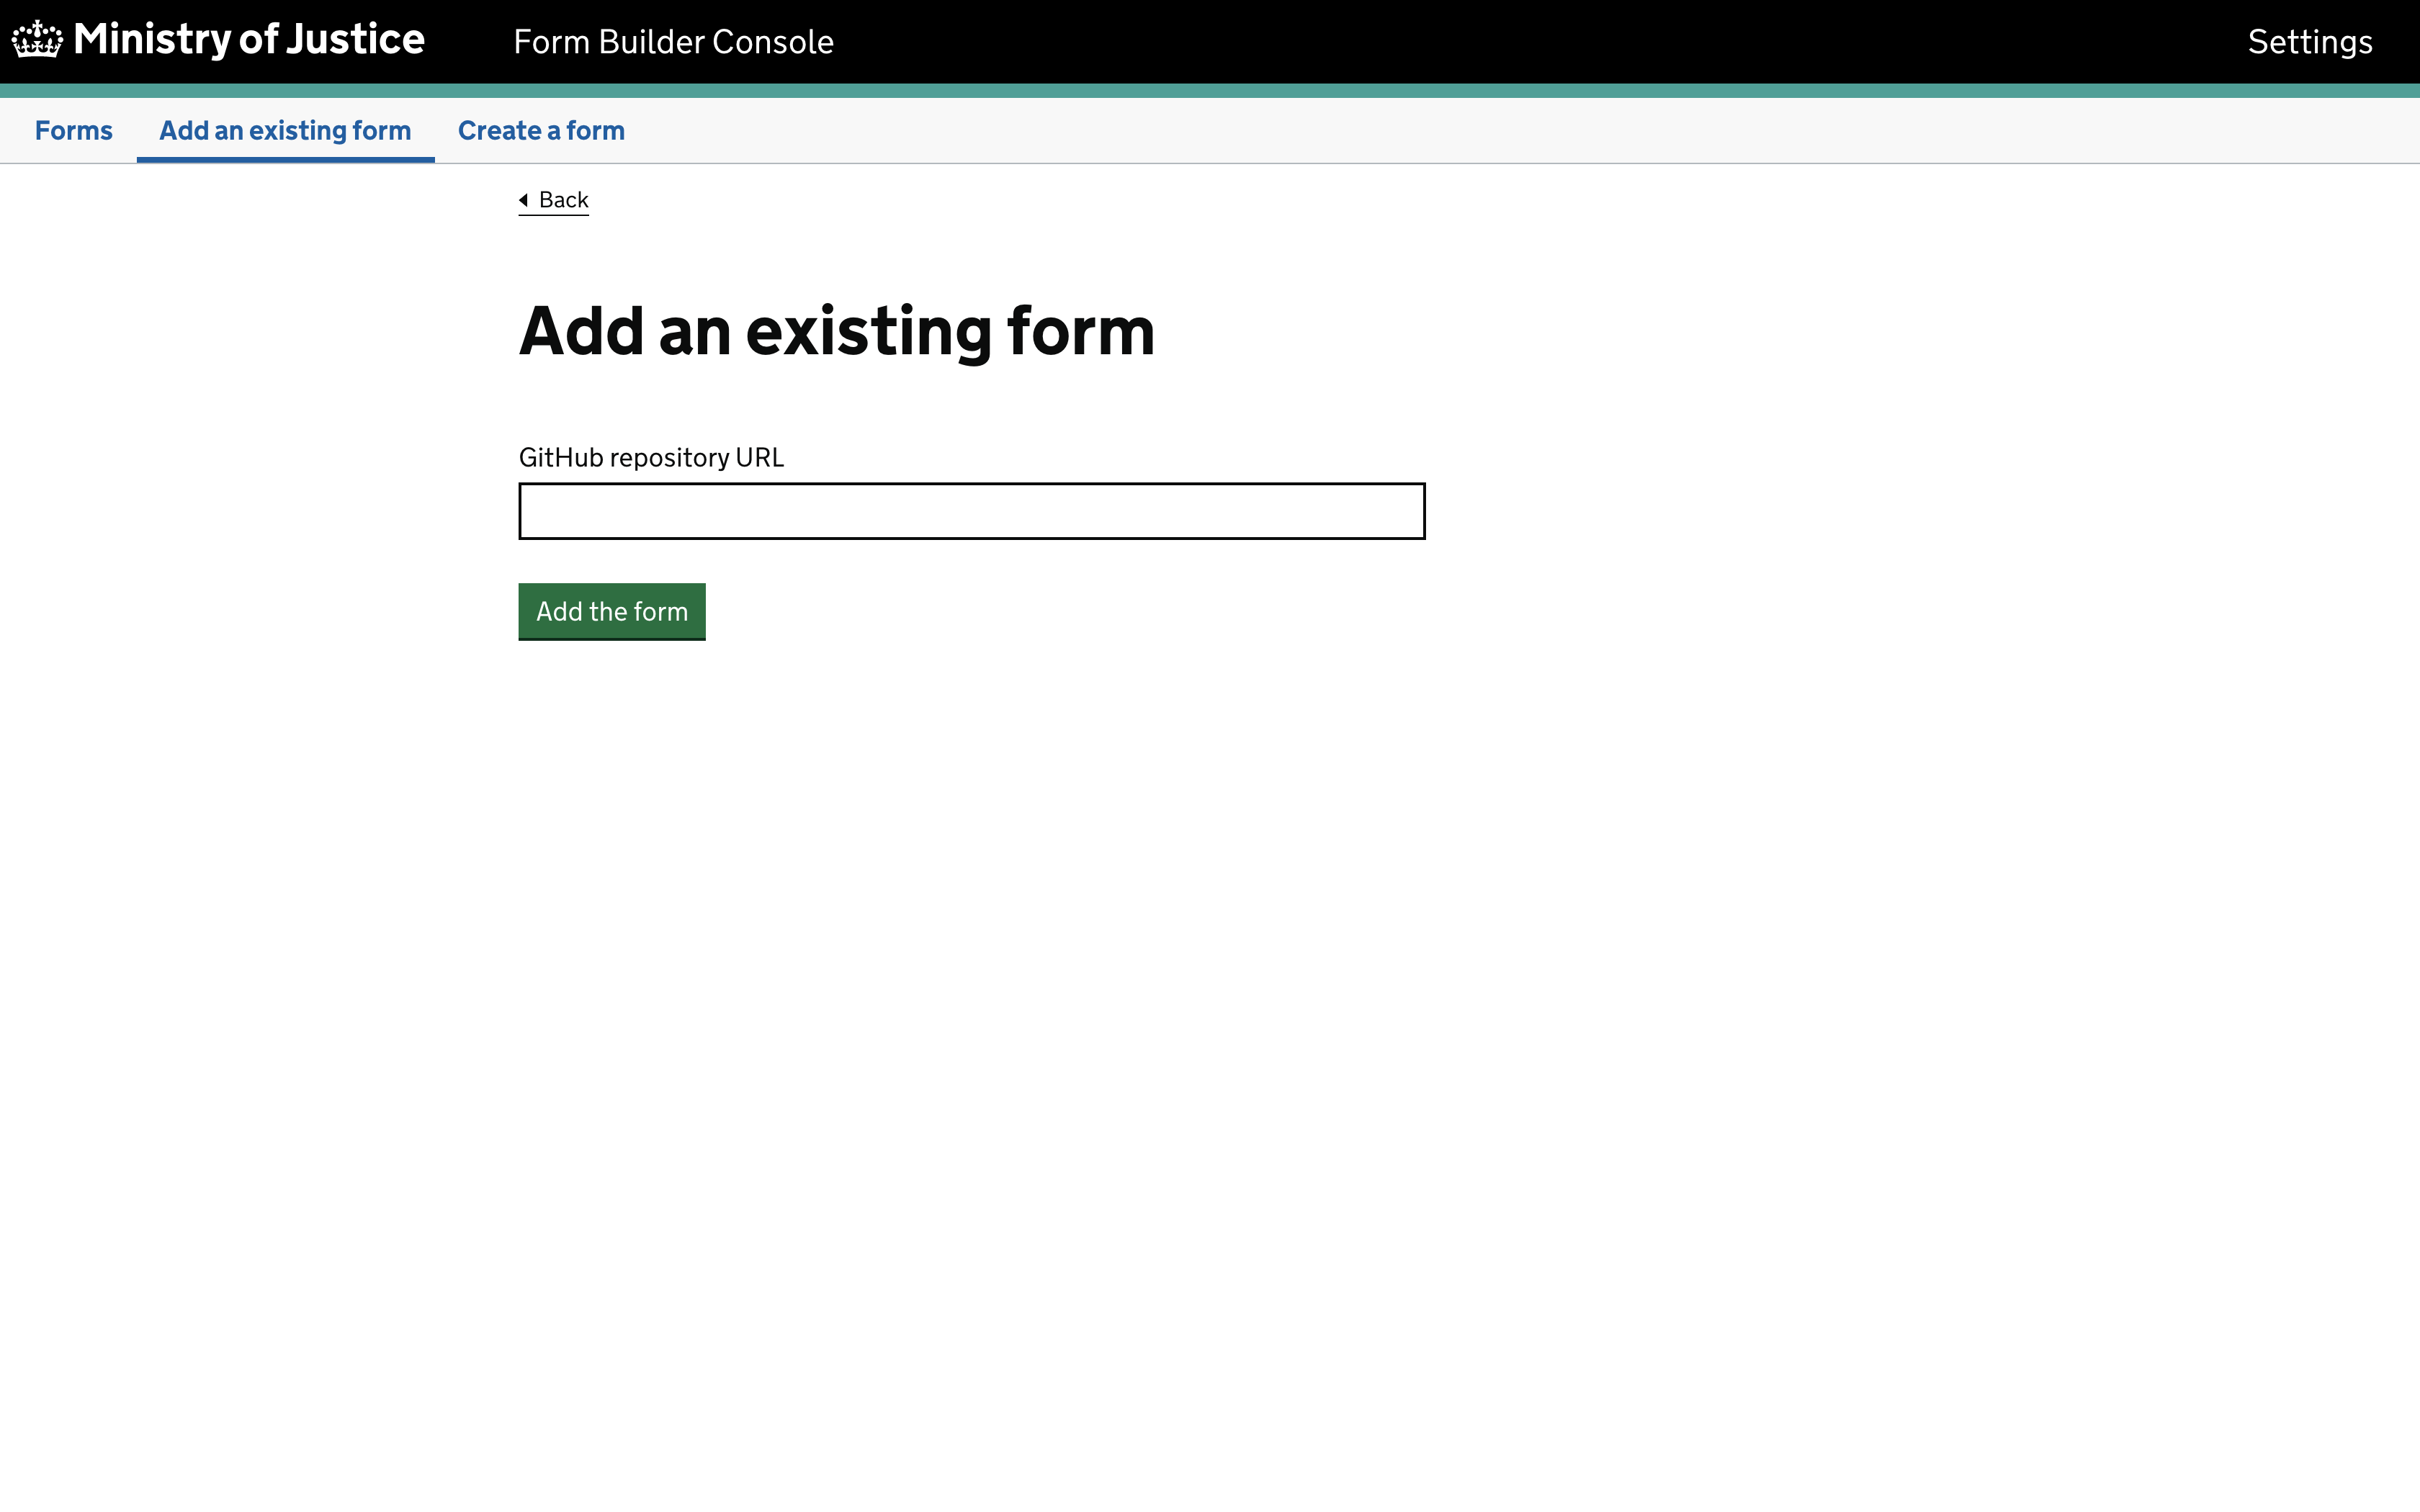 Ministry of Justice Form Builder Console Settings
Forms Add an existing form Create a form
Back
Add an existing form
GitHub repository URL
Add the form